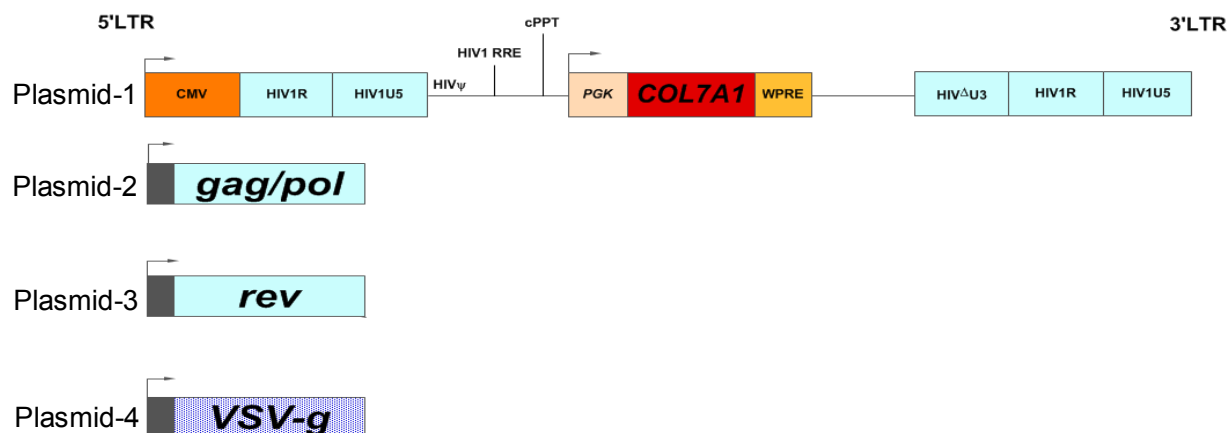 5'LTR 3'LTR
cPPT
HIV1 RRE
Plasmid-1 CMV HIV1R HIV1U5 HIVψ PGK COL7A1 WPRE HIVΔU3 HIV1R HIV1U5
Plasmid-2 gag/pol
Plasmid-3 rev
Plasmid-4 VSV-g